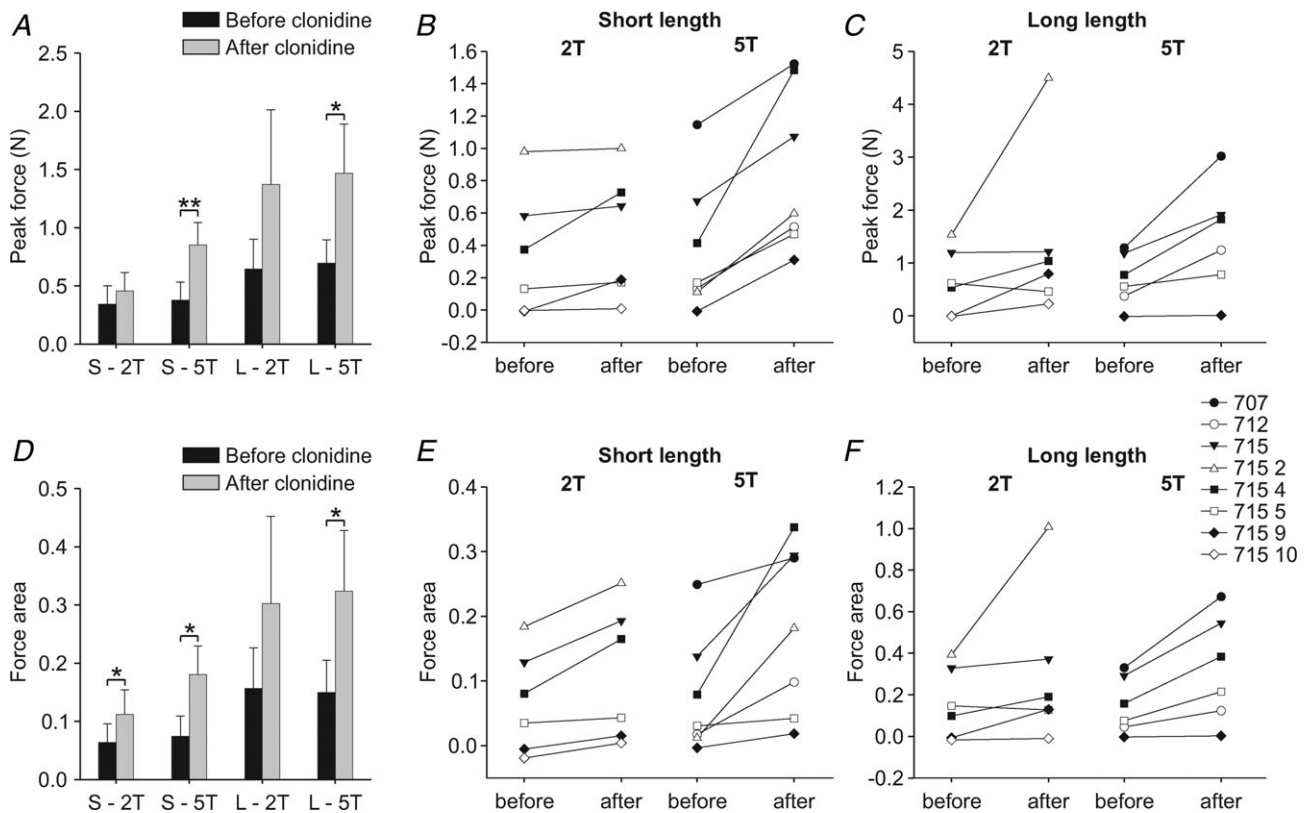 A
Before clonidine
After clonidine
Peak force (N)
2.5
2.0
1.5
1.0
0.5
0.0
**
*
S - 2T S - 5T L - 2T L - 5T
B
Short length
2T 5T
Peak force (N)
1.6
1.4
1.2
1.0
0.8
0.6
0.4
0.2
0.0
-0.2
before after before after
C
Long length
2T 5T
Peak force (N)
5
4
3
2
1
0
before after before after
707
712
715
715 2
715 4
715 5
715 9
715 10
D
Before clonidine
After clonidine
Force area
0.5
0.4
0.3
0.2
0.1
0.0
*
*
*
S - 2T S - 5T L - 2T L - 5T
E
Short length
2T 5T
Force area
0.4
0.3
0.2
0.1
0.0
before after before after
F
Long length
2T 5T
Force area
1.2
1.0
0.8
0.6
0.4
0.2
0.0
-0.2
before after before after